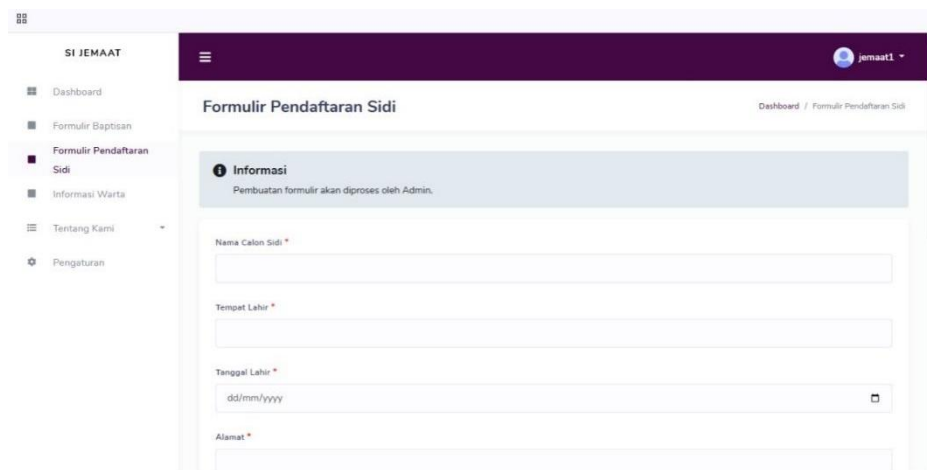 SI JEMAAT
jemaat1
Dashboard
Formulir Baptisan
Formulir Pendaftaran
Sidi
Informasi Warta
Tentang Kami
Pengaturan
Formulir Pendaftaran Sidi
Dashboard / Formulir Pendaftaran Sidi
Informasi
Pembuatan formulir akan diproses oleh Admin.
Nama Calon Sidi *
Tempat Lahir *
Tanggal Lahir *
dd/mm/yyyy
Alamat *